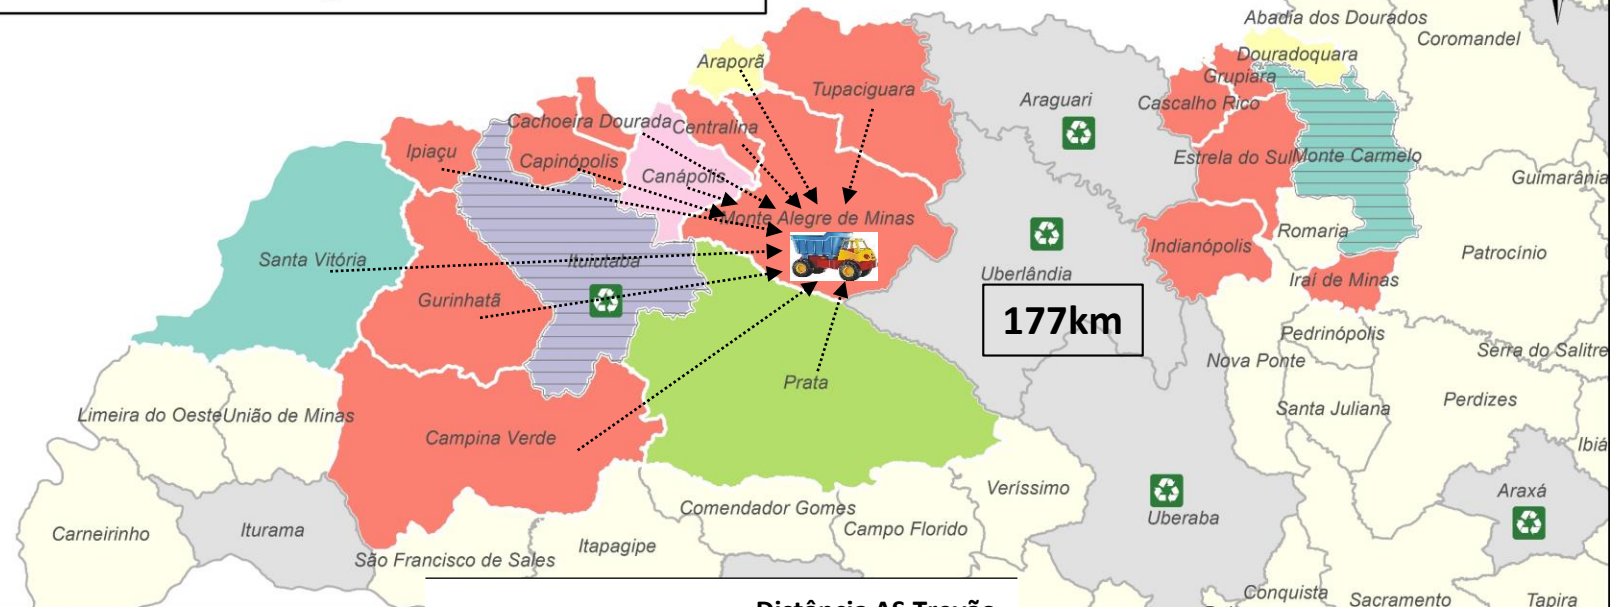 Abadia dos Dourados
Coromandel
Douradoquara
Araporã
Grupiara
Tupaciguara
Araguari
Cascalho Rico
Cachoeira Dourada
Centralina
Ipiaçu
Capinópolis
Estrela do Sul
Monte Carmelo
Canápolis
Guimarânia
Monte Alegre de Minas
Romaria
Indianópolis
Patrocínio
Santa Vitória
Ituiutaba
Uberlândia
Iraí de Minas
Gurinhatã
177km
Pedrinópolis
Serra do Salitre
Nova Ponte
Prata
Limeira do Oeste
União de Minas
Santa Juliana
Perdizes
Campina Verde
Ibiá
Veríssimo
Araxá
Comendador Gomes
Uberaba
Carneirinho
Iturama
Campo Florido
Itapagipe
São Francisco de Sales
Conquista
Sacramento
Tapira
Distância AS Trevão